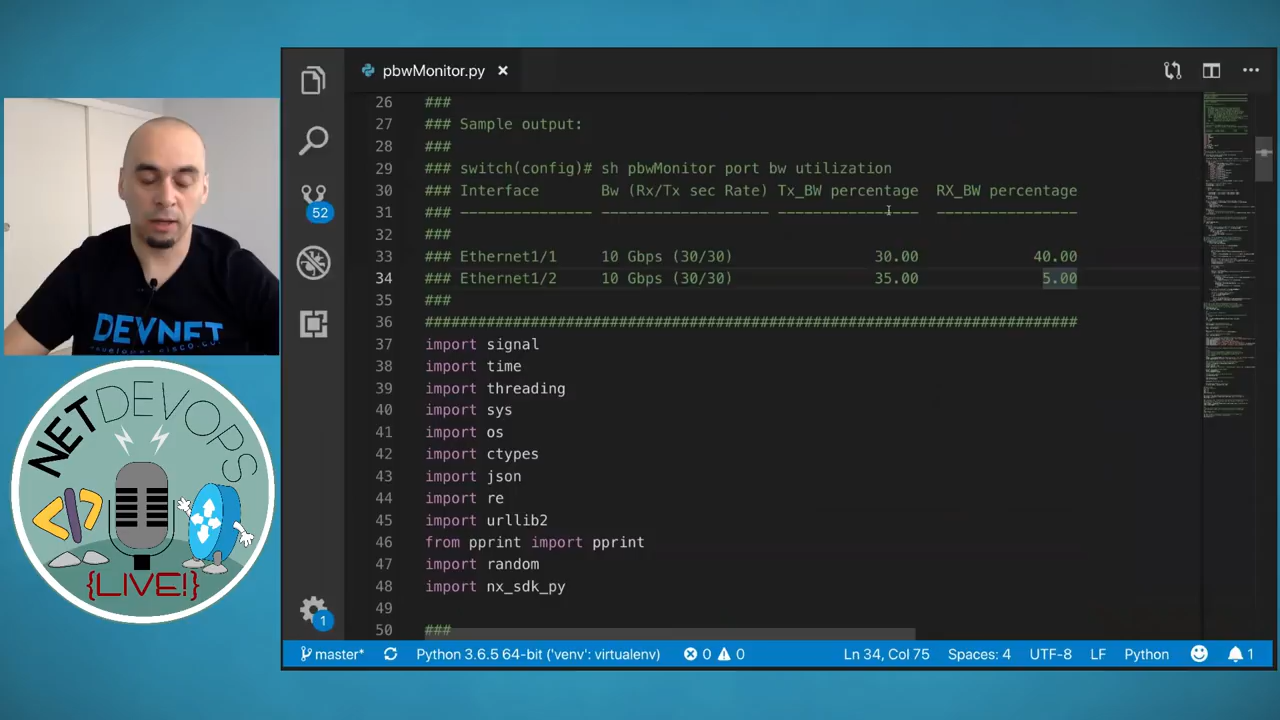 pbwMonitor.py
26 ###
27 ### Sample output:
28 ###
29 ### switch(config)# sh pbwMonitor port bw utilization
30 ### Interface Bw (Rx/Tx sec Rate) Tx_BW percentage RX_BW percentage
31 ### --------------- ------------------- ---------------- ----------------
32 ###
33 ### Ethernet1/1 10 Gbps (30/30) 30.00 40.00
34 ### Ethernet1/2 10 Gbps (30/30) 35.00 5.00
35 ###
36 ##########################################################################
37 import signal
38 import time
39 import threading
40 import sys
41 import os
42 import ctypes
43 import json
44 import re
45 import urllib2
46 from pprint import pprint
47 import random
48 import nx_sdk_py
49
50 ###
52
1
master* Python 3.6.5 64-bit ('venv': virtualenv) 0 0 Ln 34, Col 75 Spaces: 4 UTF-8 LF Python 1
DEVNET
NETDEVOPS
</>
{LIVE!}